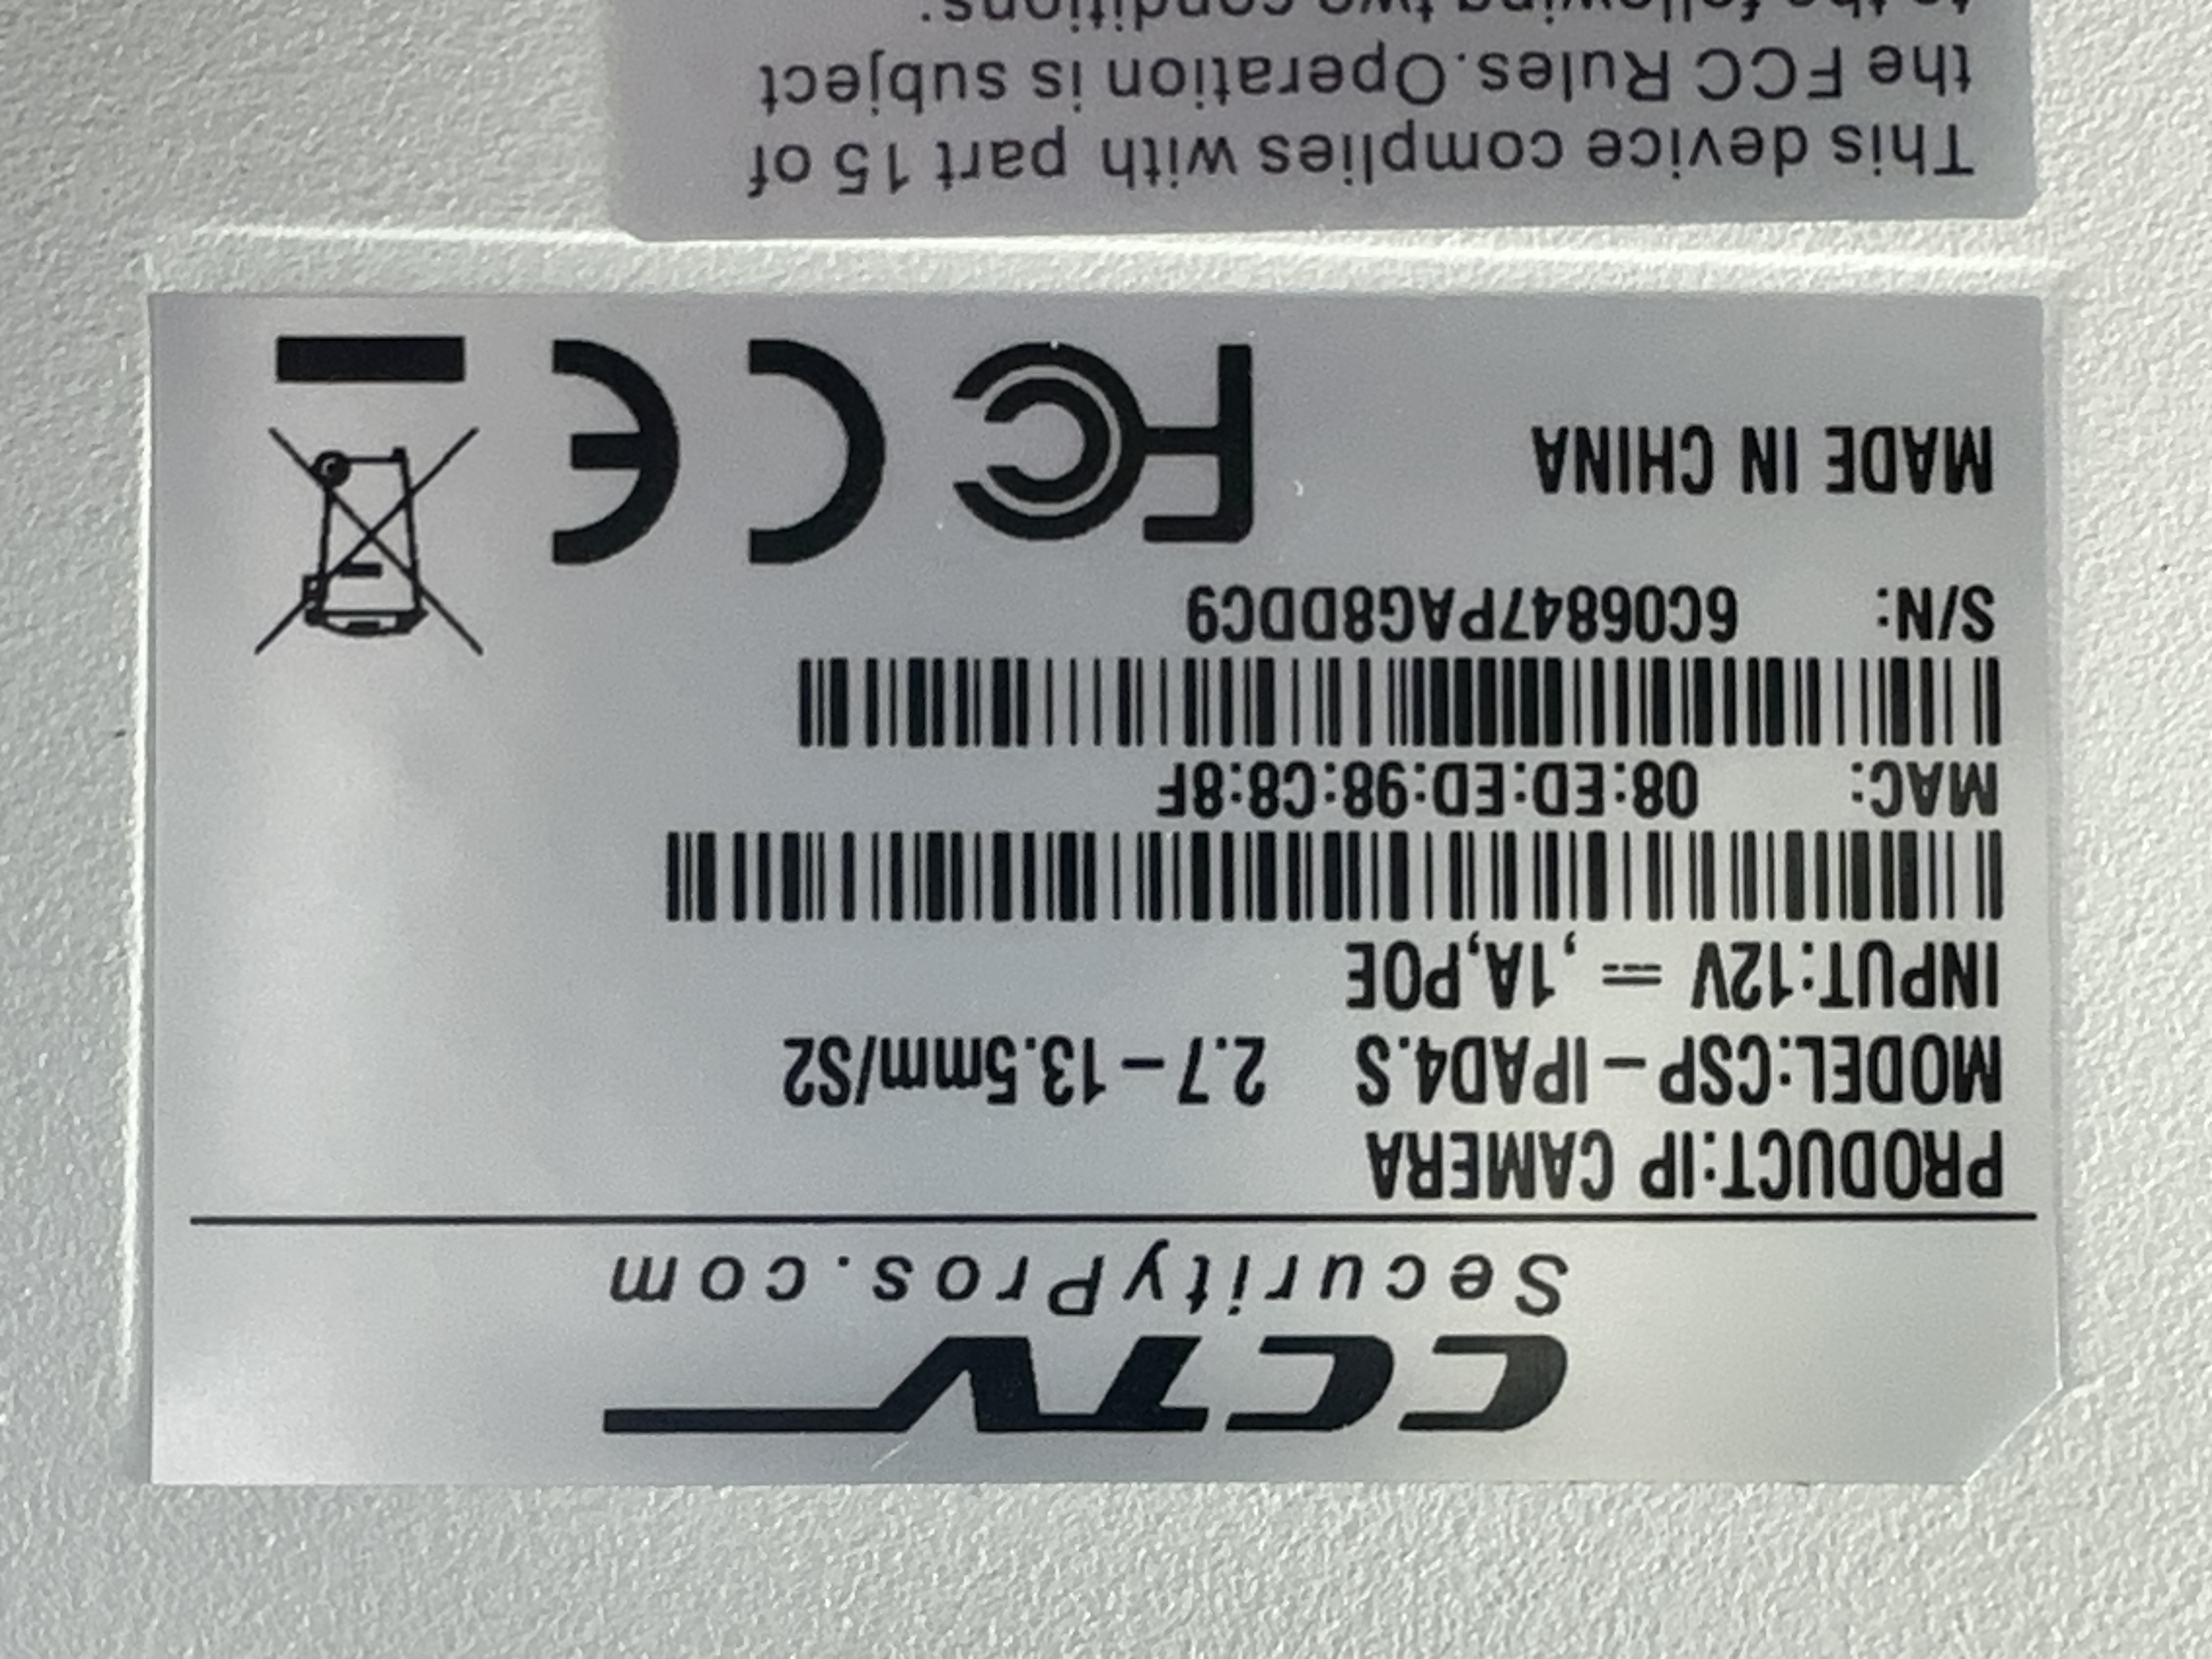 CCTV
SecurityPros.com
PRODUCT:IP CAMERA
MODEL:CSP-IPAD4.S 2.7-13.5mm/S2
INPUT:12V ⎓ ,1A,POE
MAC: 08:ED:ED:98:C8:8F
S/N: 6C06847PAG8DDC9
MADE IN CHINA FC CE
This device complies with part 15 of
the FCC Rules.Operation is subject
to the following two conditions: